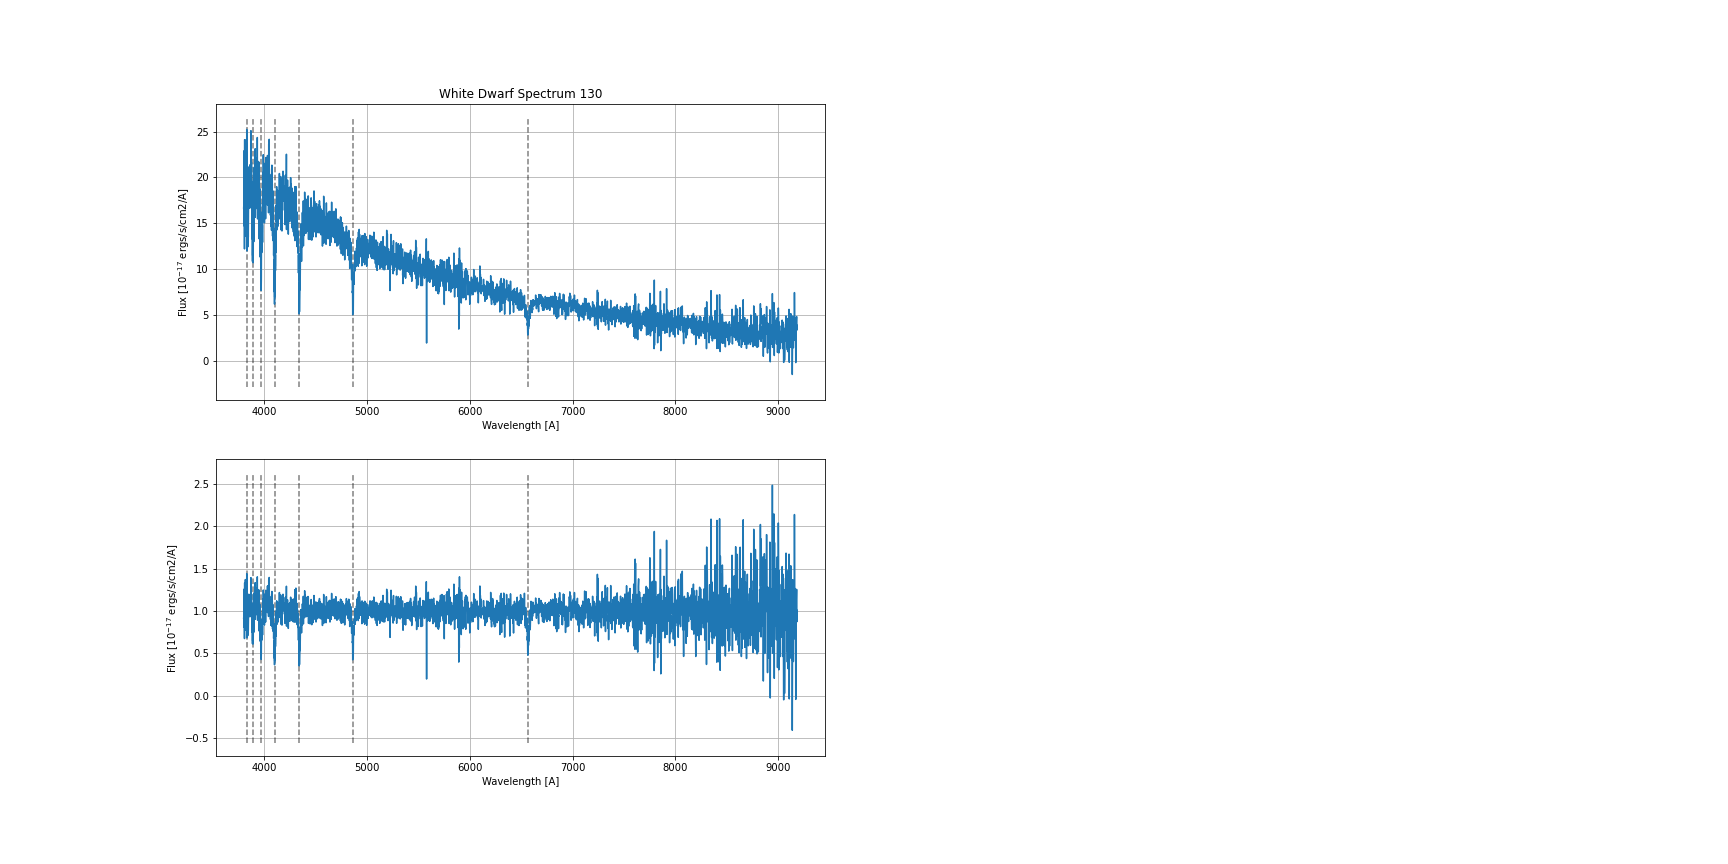 White Dwarf Spectrum 130
25
20
15
10
5
0
Flux [10⁻¹⁷ ergs/s/cm2/A]
4000 5000 6000 7000 8000 9000
Wavelength [A]
2.5
2.0
1.5
1.0
0.5
0.0
−0.5
Flux [10⁻¹⁷ ergs/s/cm2/A]
4000 5000 6000 7000 8000 9000
Wavelength [A]